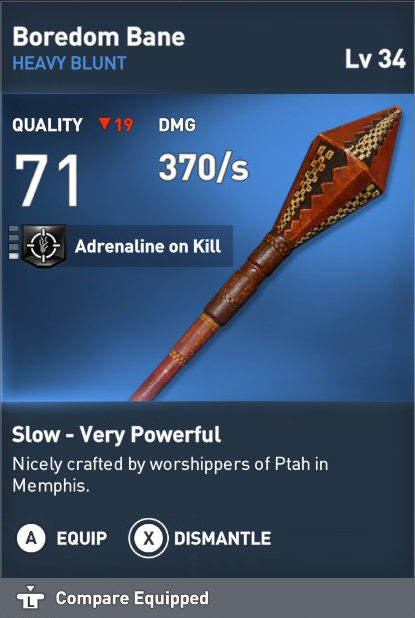 Boredom Bane
HEAVY BLUNT
Lv 34
QUALITY ▼19 DMG
71 370/s
Adrenaline on Kill
Slow - Very Powerful
Nicely crafted by worshippers of Ptah in
Memphis.
A EQUIP X DISMANTLE
L Compare Equipped